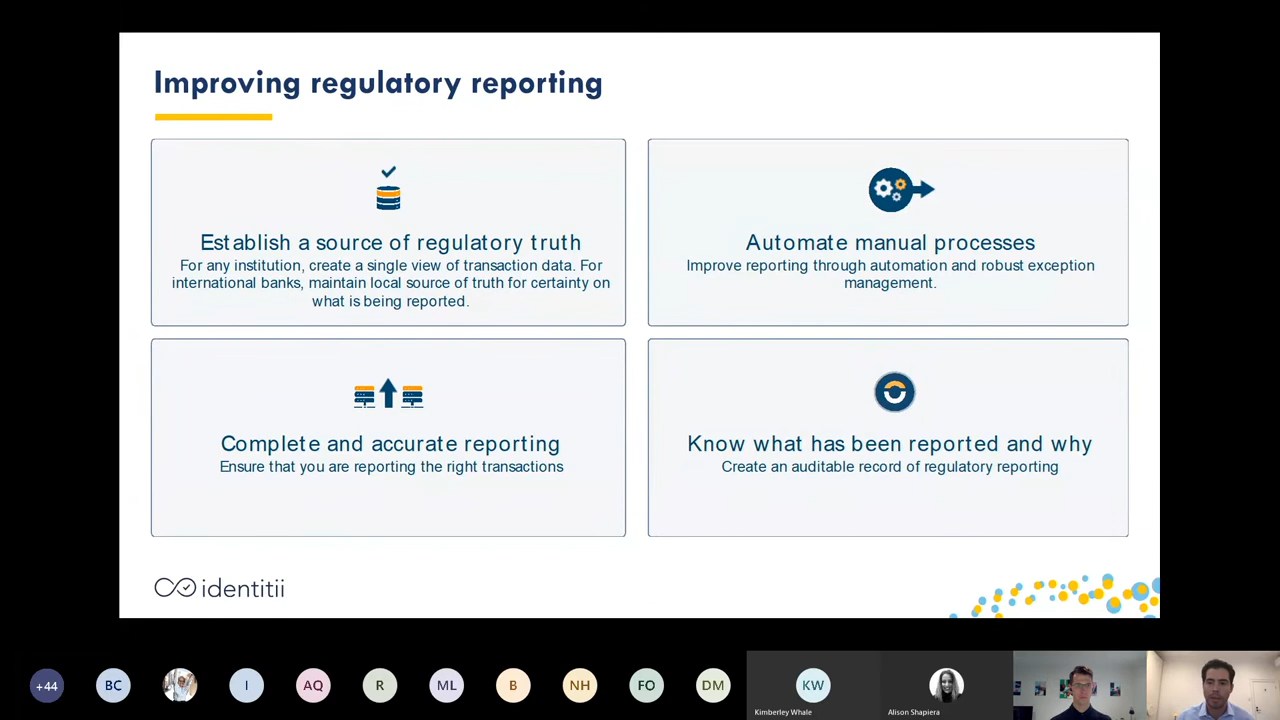 Improving regulatory reporting
Establish a source of regulatory truth
For any institution, create a single view of transaction data. For
international banks, maintain local source of truth for certainty on
what is being reported.
Automate manual processes
Improve reporting through automation and robust exception
management.
Complete and accurate reporting
Ensure that you are reporting the right transactions
Know what has been reported and why
Create an auditable record of regulatory reporting
identitii
+44
BC
I
AQ
R
ML
B
NH
FO
DM
KW
Kimberley Whale
Alison Shapiera